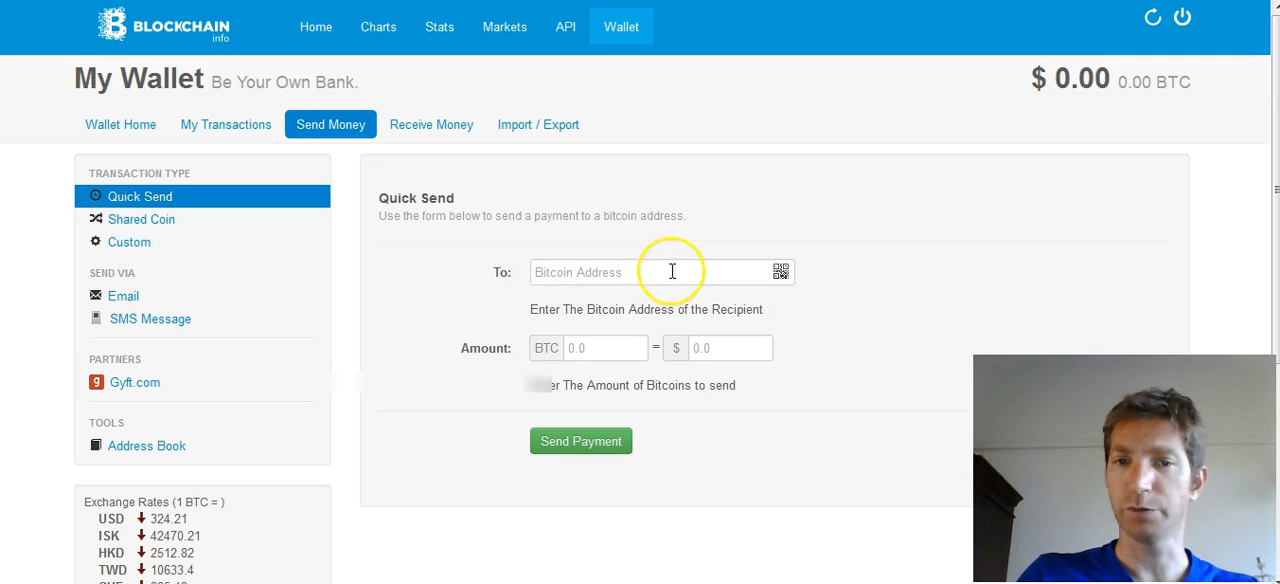 BLOCKCHAIN
info
Home
Charts
Stats
Markets
API
Wallet
My Wallet Be Your Own Bank.
$ 0.00 0.00 BTC
Wallet Home
My Transactions
Send Money
Receive Money
Import / Export
TRANSACTION TYPE
Quick Send
Shared Coin
Custom
SEND VIA
Email
SMS Message
PARTNERS
g Gyft.com
TOOLS
Address Book
Exchange Rates (1 BTC = )
USD 324.21
ISK 42470.21
HKD 2512.82
TWD 10633.4
Quick Send
Use the form below to send a payment to a bitcoin address.
To: Bitcoin Address
Enter The Bitcoin Address of the Recipient
Amount: BTC 0.0 = $ 0.0
The Amount of Bitcoins to send
Send Payment